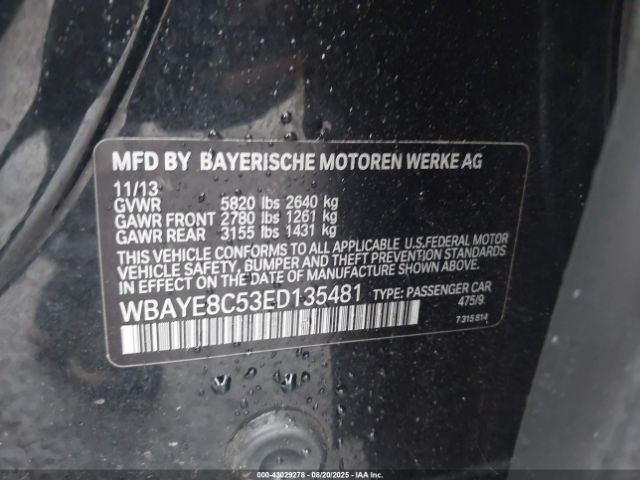 MFD BY BAYERISCHE MOTOREN WERKE AG
11/13
GVWR 5820 lbs 2640 kg
GAWR FRONT 2780 lbs 1261 kg
GAWR REAR 3155 lbs 1431 kg
THIS VEHICLE CONFORMS TO ALL APPLICABLE U.S.FEDERAL MOTOR
VEHICLE SAFETY, BUMPER AND THEFT PREVENTION STANDARDS
IN EFFECT ON THE DATE OF MANUFACTURE SHOWN ABOVE.
WBAYE8C53ED135481 TYPE: PASSENGER CAR
475/9
7 315 814
Owner: 43029278 - 08/20/2025 - IAA Inc. Copyright